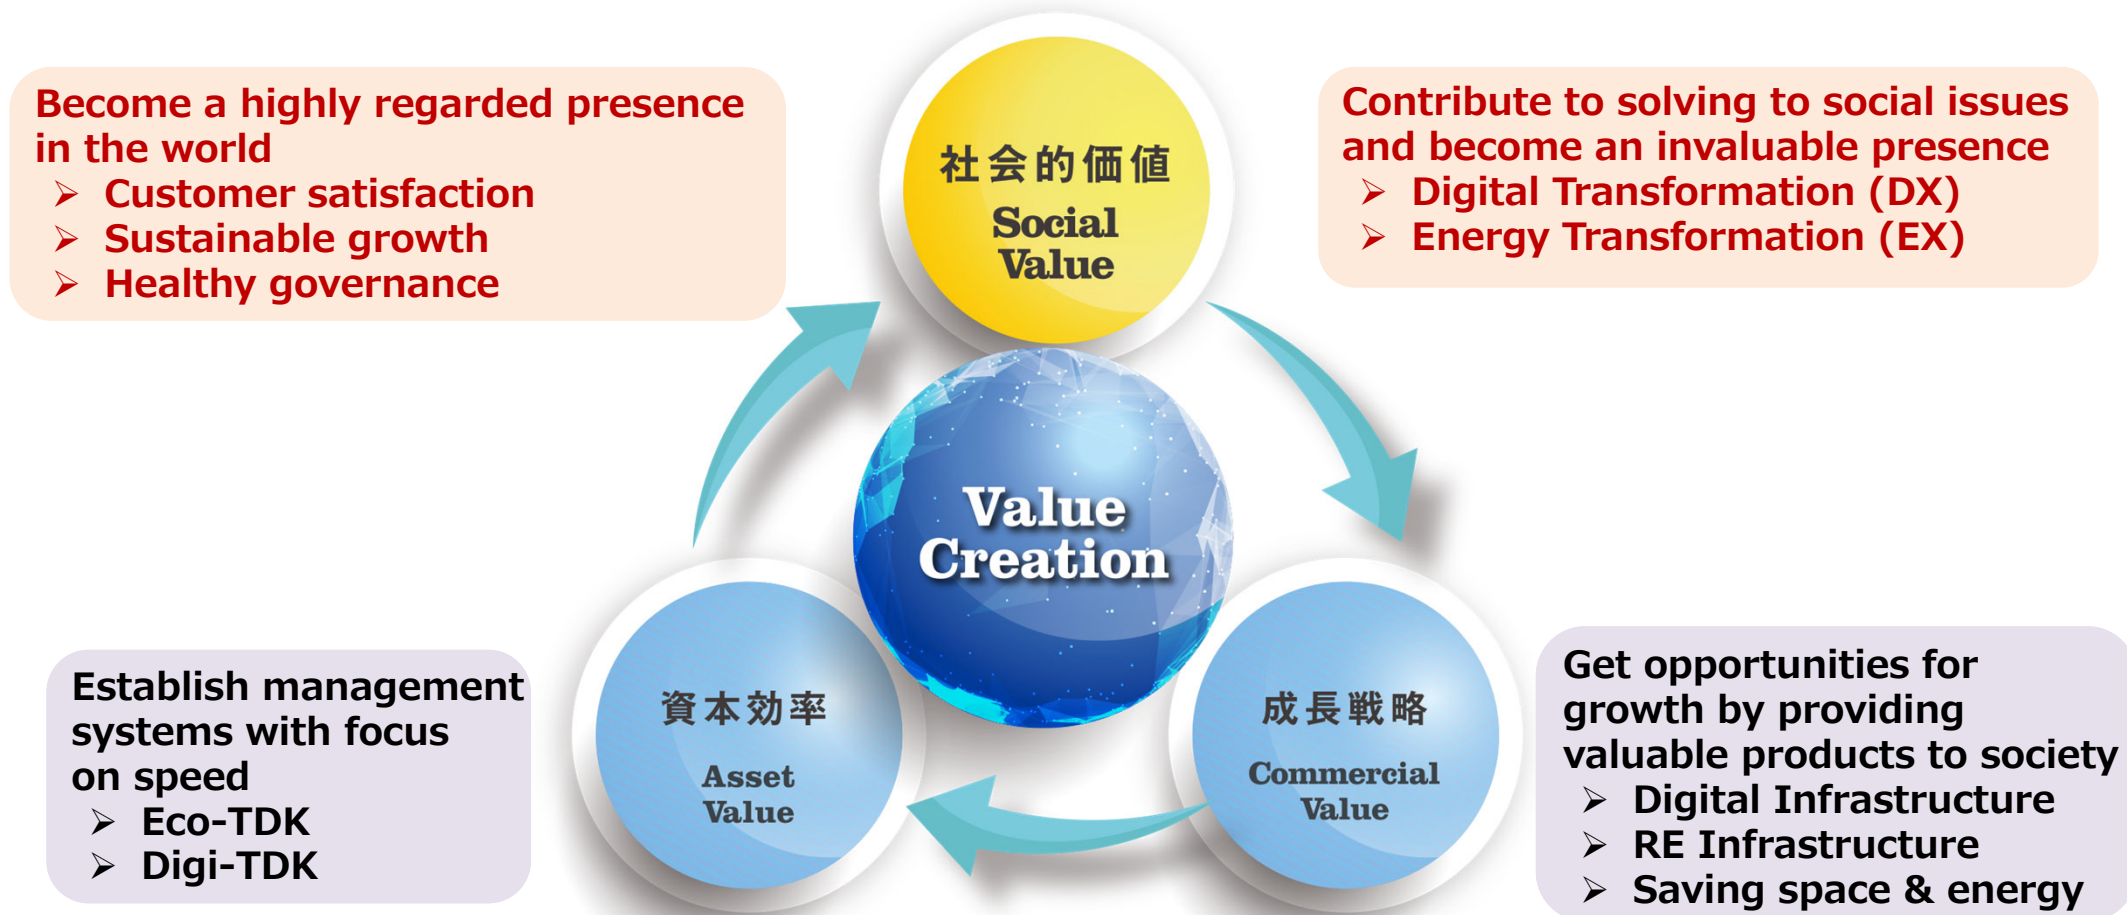 Become a highly regarded presence
in the world
➢ Customer satisfaction
➢ Sustainable growth
➢ Healthy governance
社会的価値
Social
Value
Contribute to solving to social issues
and become an invaluable presence
➢ Digital Transformation (DX)
➢ Energy Transformation (EX)
Value
Creation
Establish management
systems with focus
on speed
➢ Eco-TDK
➢ Digi-TDK
資本効率
Asset
Value
成長戦略
Commercial
Value
Get opportunities for
growth by providing
valuable products to society
➢ Digital Infrastructure
➢ RE Infrastructure
➢ Saving space & energy